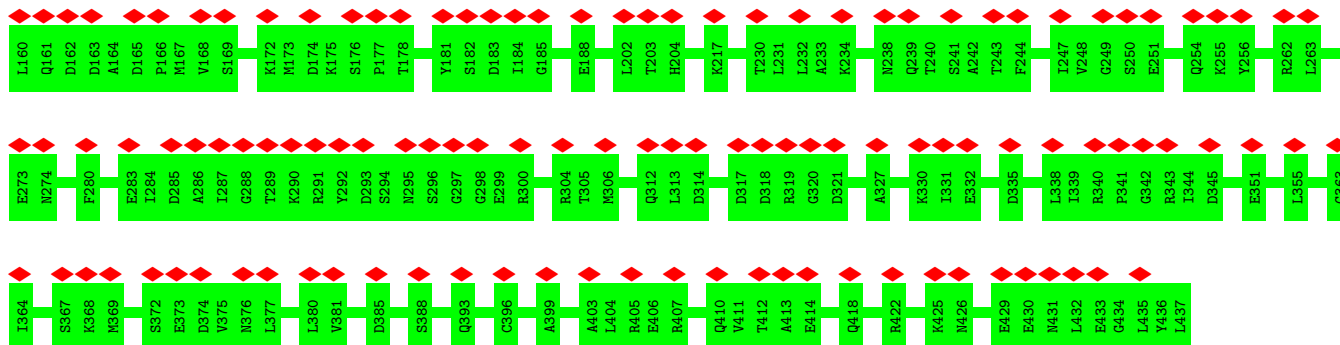 L160 Q161 D162 D163 A164 D165 P166 M167 V168 S169 K172 M173 D174 K175 S176 P177 T178 Y181 S182 D183 I184 G185 E188 L202 T203 H204 K217 T230 L231 L232 A233 K234 N238 Q239 T240 S241 A242 T243 F244 I247 V248 G249 S250 E251 Q254 K255 Y256 R262 L263
E273 N274 F280 E283 I284 D285 A286 I287 G288 T289 K290 R291 Y292 D293 S294 N295 S296 G297 G298 E299 R300 R304 T305 M306 Q312 L313 D314 D317 D318 R319 G320 D321 A327 K330 I331 E332 D335 L338 I339 R340 P341 G342 R343 I344 D345 E351 L355
I364 S367 K368 M369 S372 E373 D374 V375 N376 L377 L380 V381 D385 S388 Q393 C396 A399 A403 L404 R405 E406 R407 Q410 V411 T412 A413 E414 Q418 R422 K425 N426 E429 E430 N431 L432 E433 G434 L435 Y436 L437